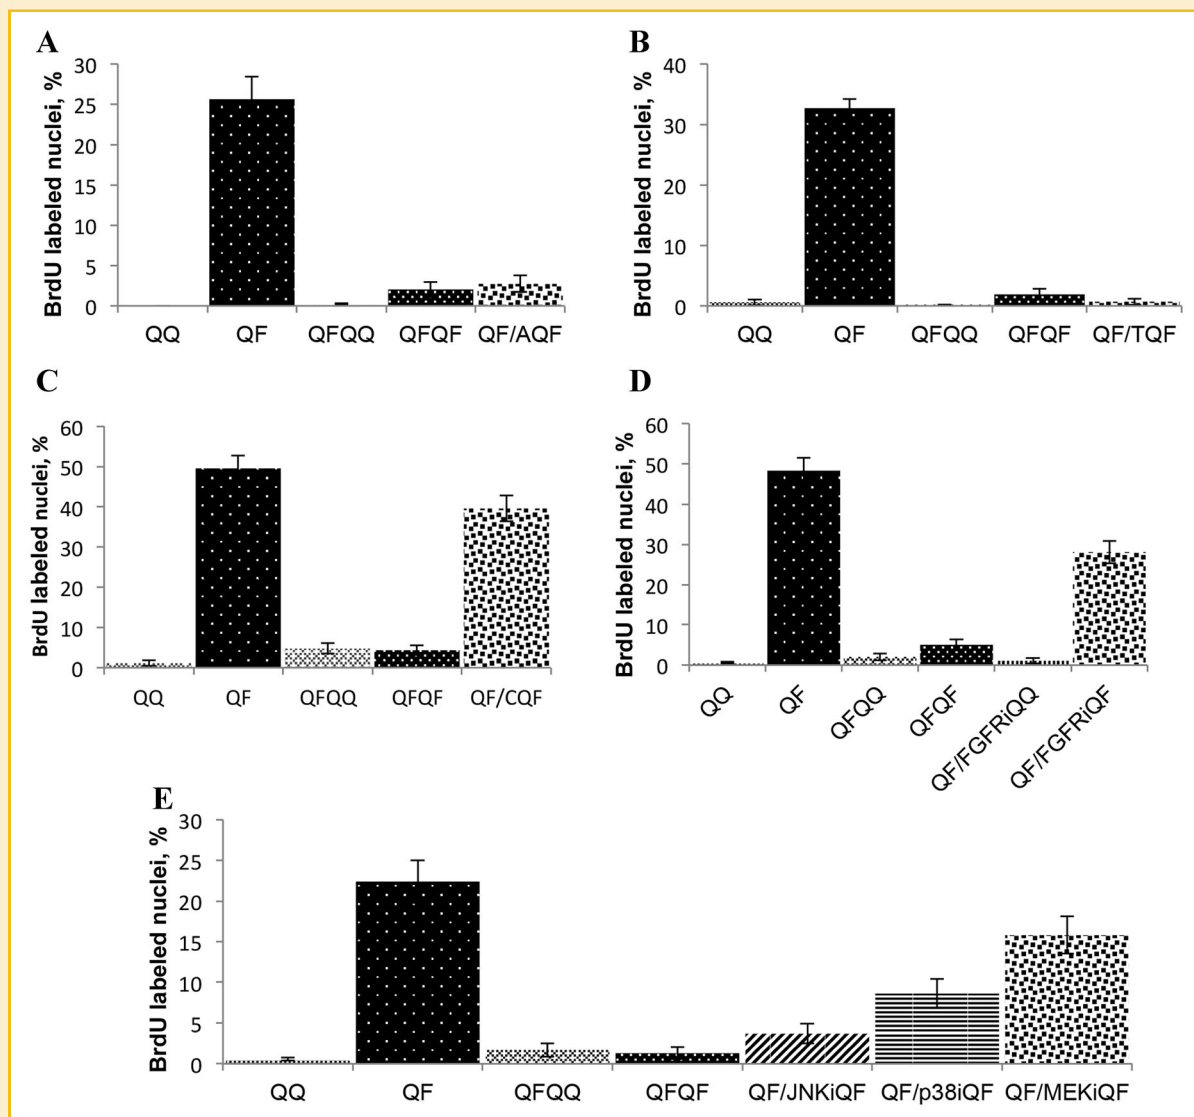 A
BrdU labeled nuclei, %
30
25
20
15
10
5
0
QQ QF QFQQ QFQF QF/AQF
B
BrdU labeled nuclei, %
40
30
20
10
0
QQ QF QFQQ QFQF QF/TQF
C
BrdU labeled nuclei, %
60
50
40
30
20
10
0
QQ QF QFQQ QFQF QF/CQF
D
BrdU labeled nuclei, %
60
50
40
30
20
10
0
QQ QF QFQQ QFQF QF/FGFRiQQ QF/FGFRiQF
E
BrdU labeled nuclei, %
30
25
20
15
10
5
0
QQ QF QFQQ QFQF QF/JNKiQF QF/p38iQF QF/MEKiQF